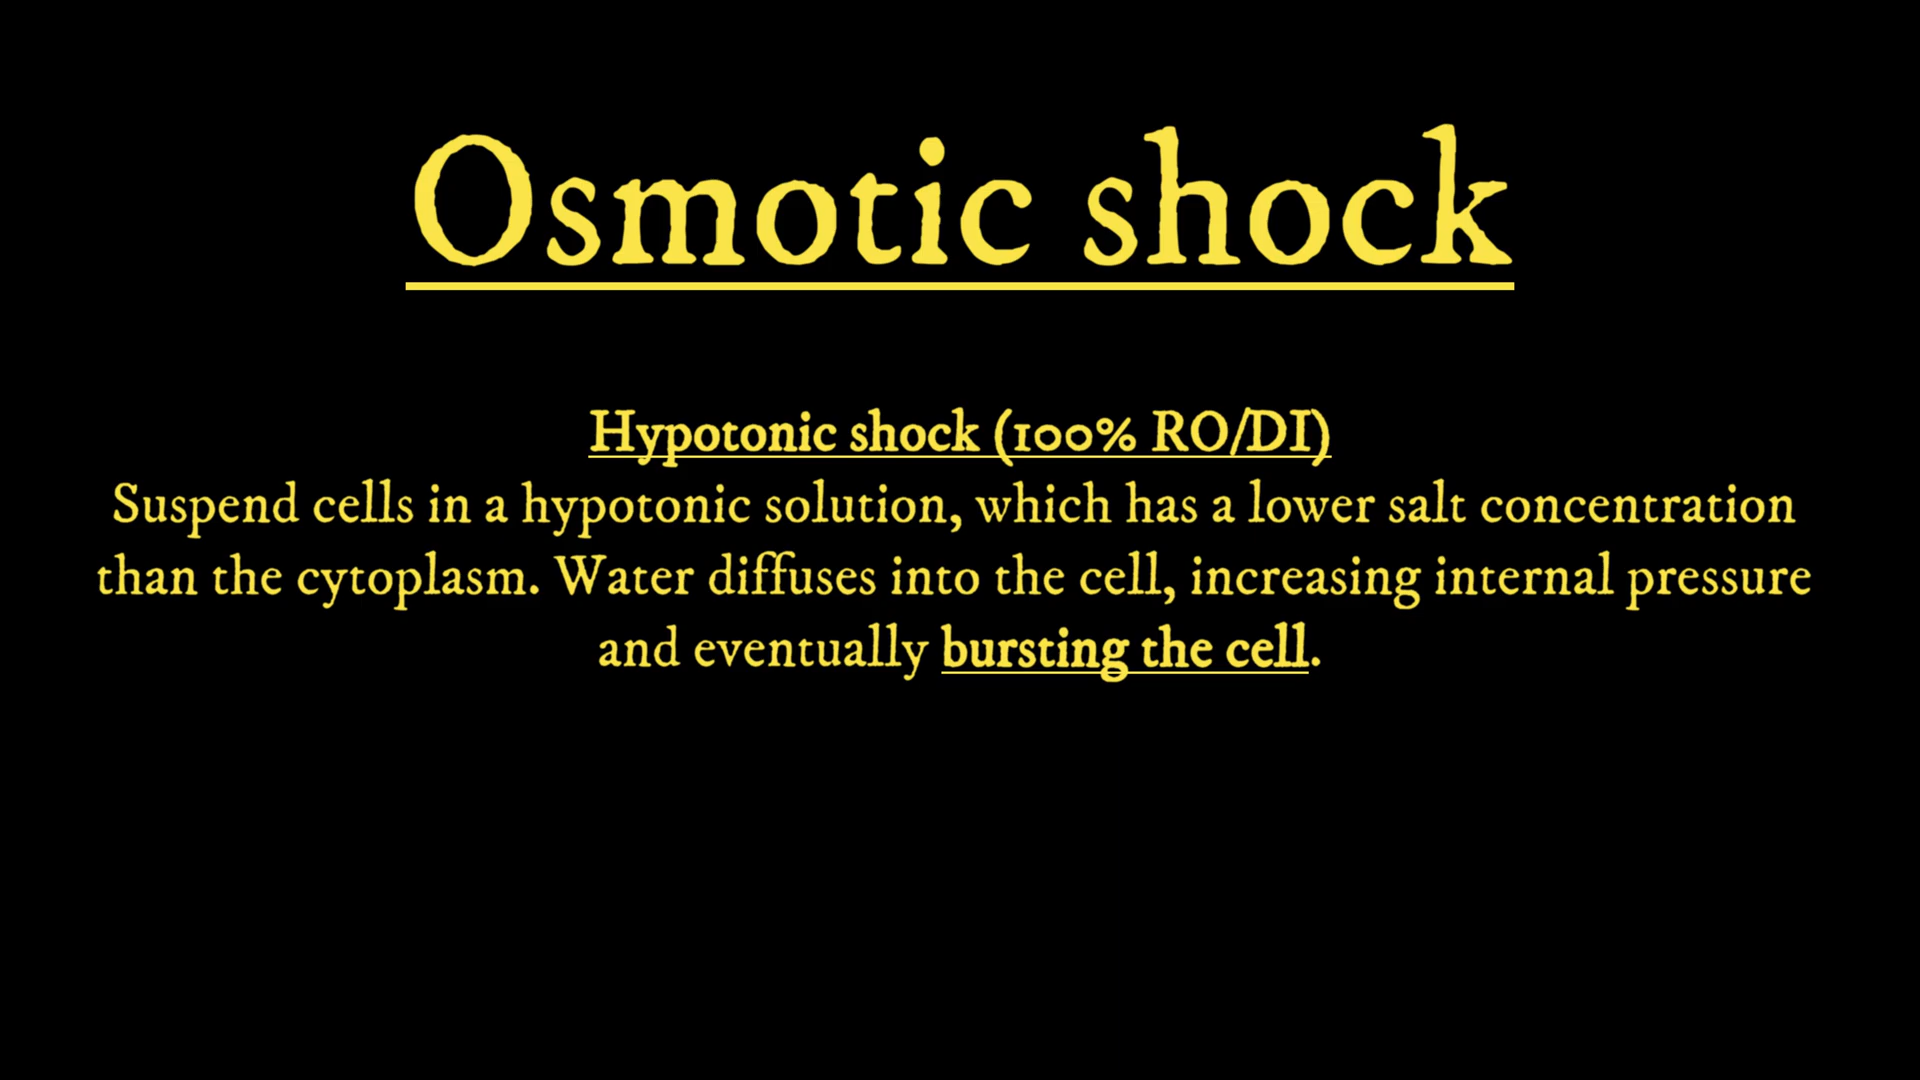 Osmotic shock
Hypotonic shock (100% RO/DI)
Suspend cells in a hypotonic solution, which has a lower salt concentration
than the cytoplasm. Water diffuses into the cell, increasing internal pressure
and eventually bursting the cell.